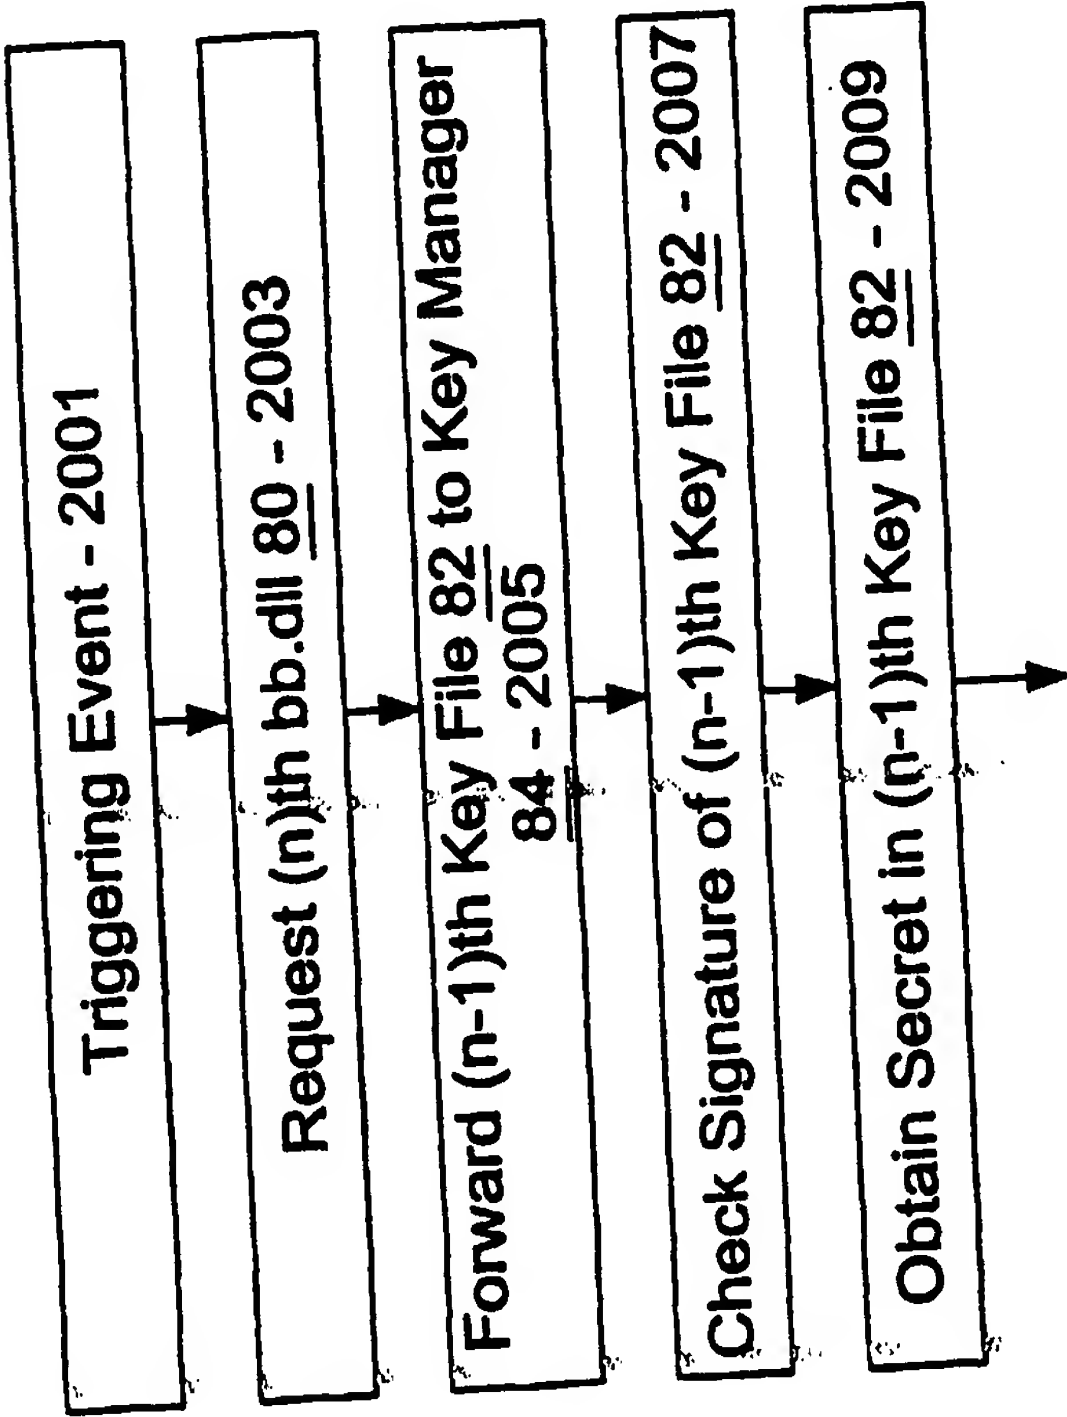 Triggering Event - 2001
Request (n)th bb.dll 80 - 2003
Forward (n-1)th Key File 82 to Key Manager
84 - 2005
Check Signature of (n-1)th Key File 82 - 2007
Obtain Secret in (n-1)th Key File 82 - 2009